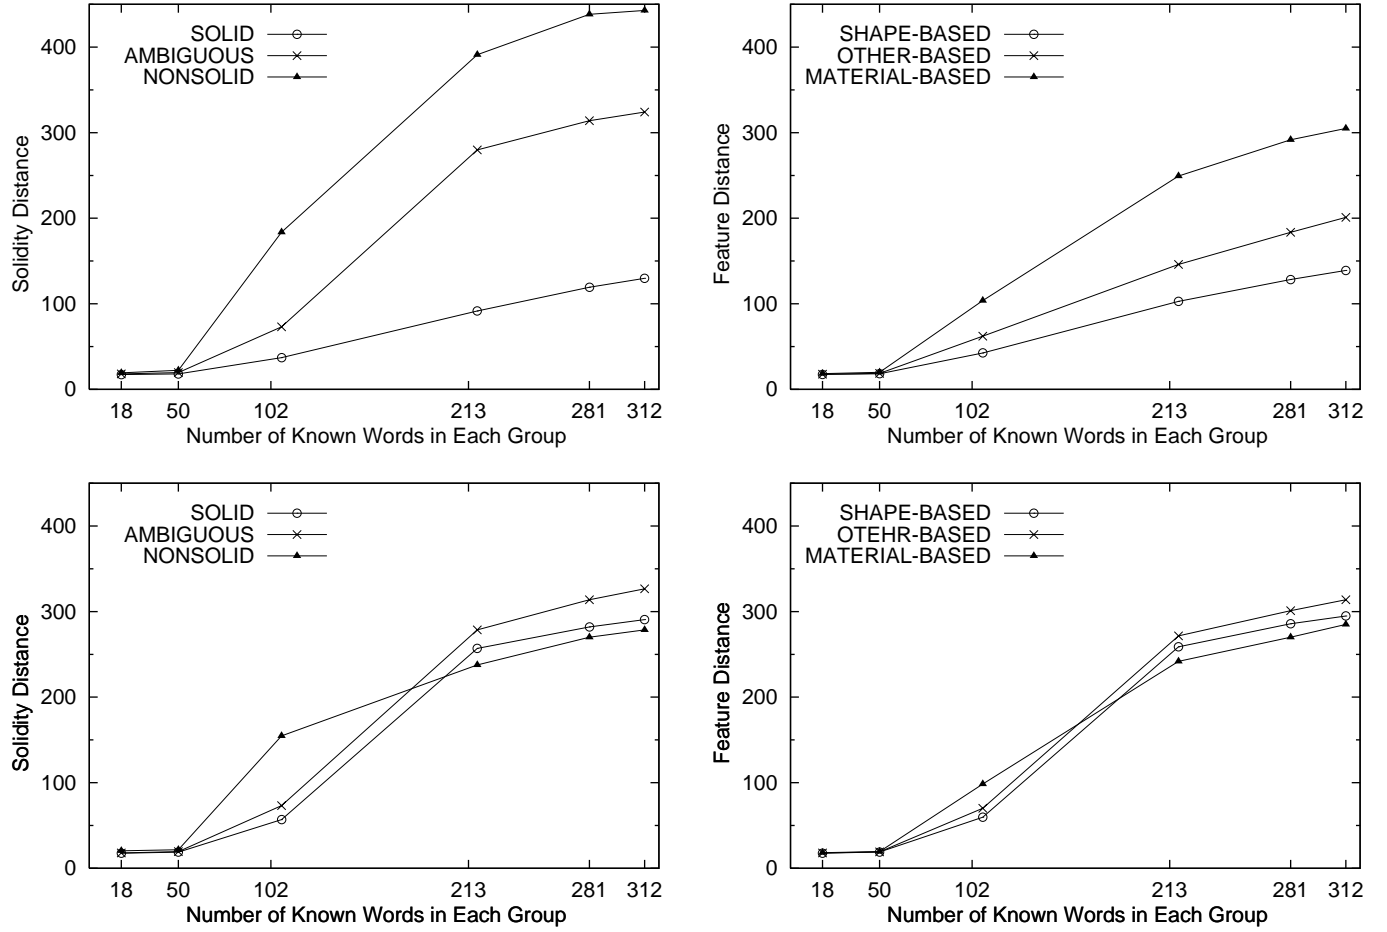 400
300
200
100
0
Solidity Distance
SOLID
AMBIGUOUS
NONSOLID
18 50 102 213 281 312
Number of Known Words in Each Group
400
300
200
100
0
Feature Distance
SHAPE-BASED
OTHER-BASED
MATERIAL-BASED
18 50 102 213 281 312
Number of Known Words in Each Group
400
300
200
100
0
Solidity Distance
SOLID
AMBIGUOUS
NONSOLID
18 50 102 213 281 312
Number of Known Words in Each Group
400
300
200
100
0
Feature Distance
SHAPE-BASED
OTEHR-BASED
MATERIAL-BASED
18 50 102 213 281 312
Number of Known Words in Each Group